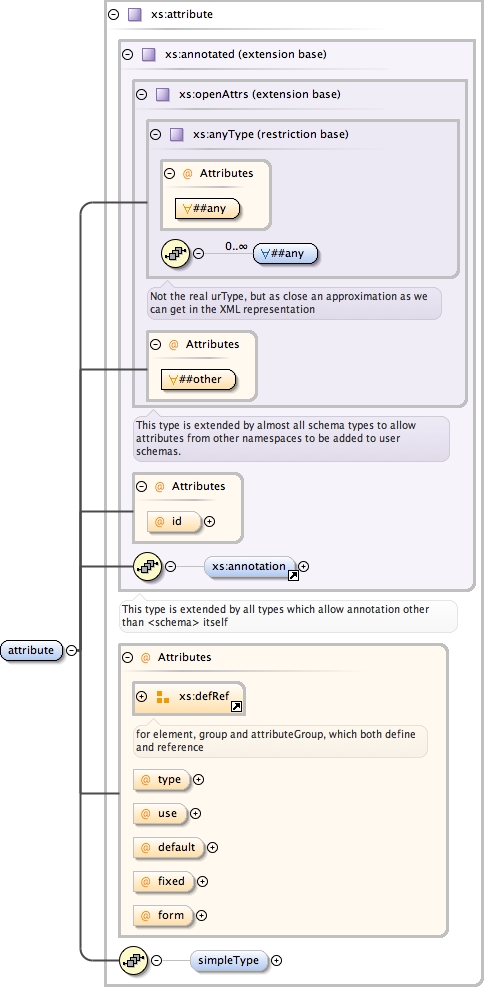 xs:attribute
xs:annotated (extension base)
xs:openAttrs (extension base)
xs:anyType (restriction base)
@ Attributes
∀##any
0..∞
∀##any
Not the real urType, but as close an approximation as we
can get in the XML representation
@ Attributes
∀##other
This type is extended by almost all schema types to allow
attributes from other namespaces to be added to user
schemas.
@ Attributes
@ id
xs:annotation
This type is extended by all types which allow annotation other
than <schema> itself
attribute
@ Attributes
xs:defRef
for element, group and attributeGroup, which both define
and reference
@ type
@ use
@ default
@ fixed
@ form
simpleType